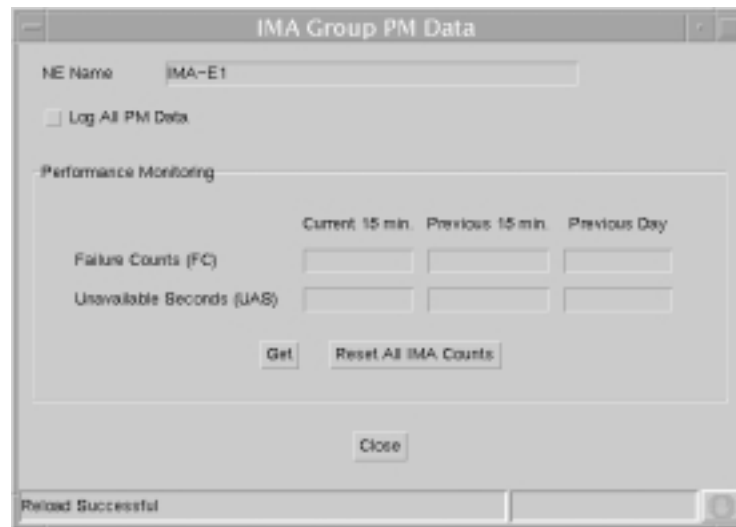 IMA Group PM Data
NE Name IMA-E1
Log All PM Data
Performance Monitoring
Current 15 min. Previous 15 min. Previous Day
Failure Counts (FC)
Unavailable Seconds (UAS)
Get Reset All IMA Counts
Close
Reload Successful